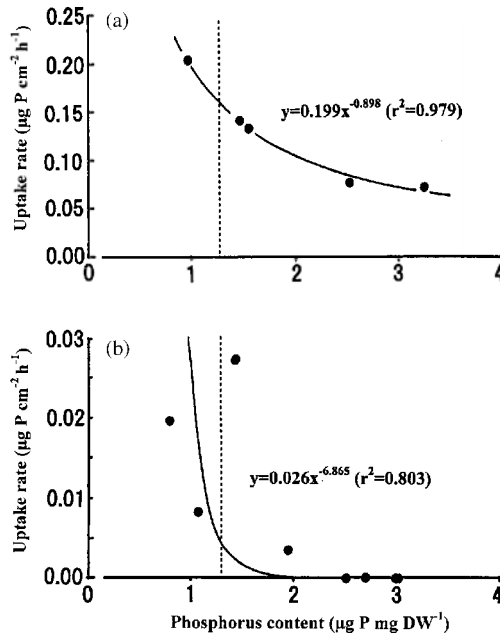 (a)
Uptake rate (µg P cm⁻² h⁻¹)
0.25
0.20
0.15
0.10
0.05
0.00
y=0.199x⁻⁰·⁸⁹⁸ (r²=0.979)
0 1 2 3 4
(b)
Uptake rate (µg P cm⁻² h⁻¹)
0.03
0.02
0.01
0.00
y=0.026x⁻⁶·⁸⁶⁵ (r²=0.803)
0 1 2 3 4
Phosphorus content (µg P mg DW⁻¹)